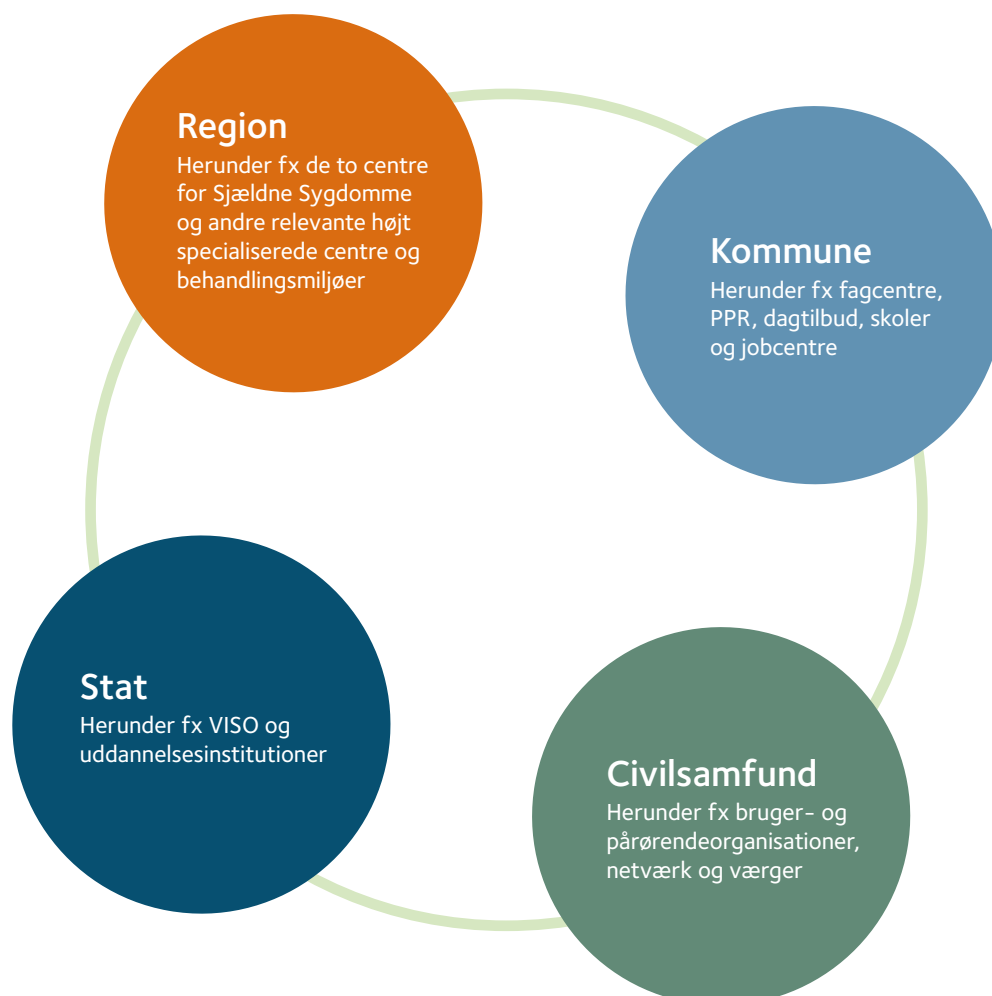 Region
Herunder fx de to centre
for Sjældne Sygdomme
og andre relevante højt
specialiserede centre og
behandlingsmiljøer
Kommune
Herunder fx fagcentre,
PPR, dagtilbud, skoler
og jobcentre
Stat
Herunder fx VISO og
uddannelsesinstitutioner
Civilsamfund
Herunder fx bruger- og
pårørendeorganisationer,
netværk og værger